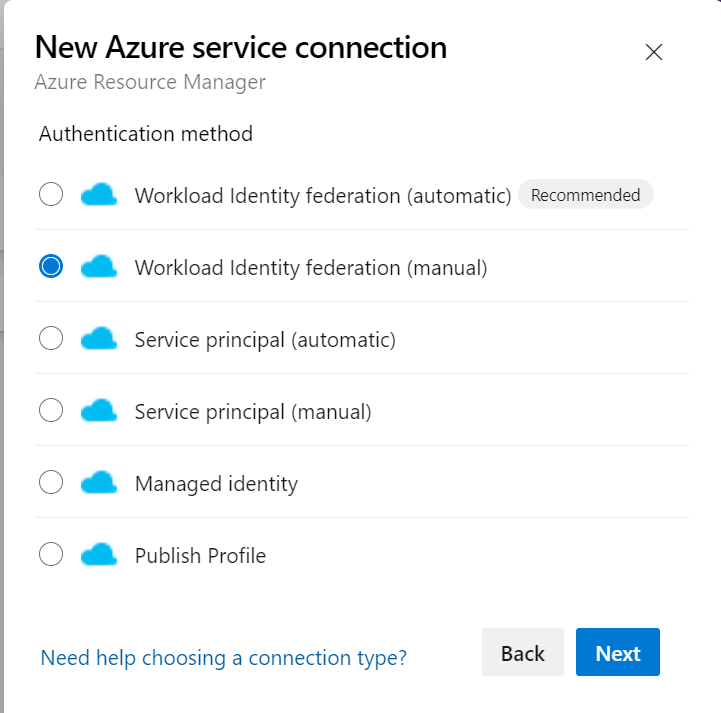 New Azure service connection
Azure Resource Manager
Authentication method
Workload Identity federation (automatic) Recommended
Workload Identity federation (manual)
Service principal (automatic)
Service principal (manual)
Managed identity
Publish Profile
Need help choosing a connection type? Back Next